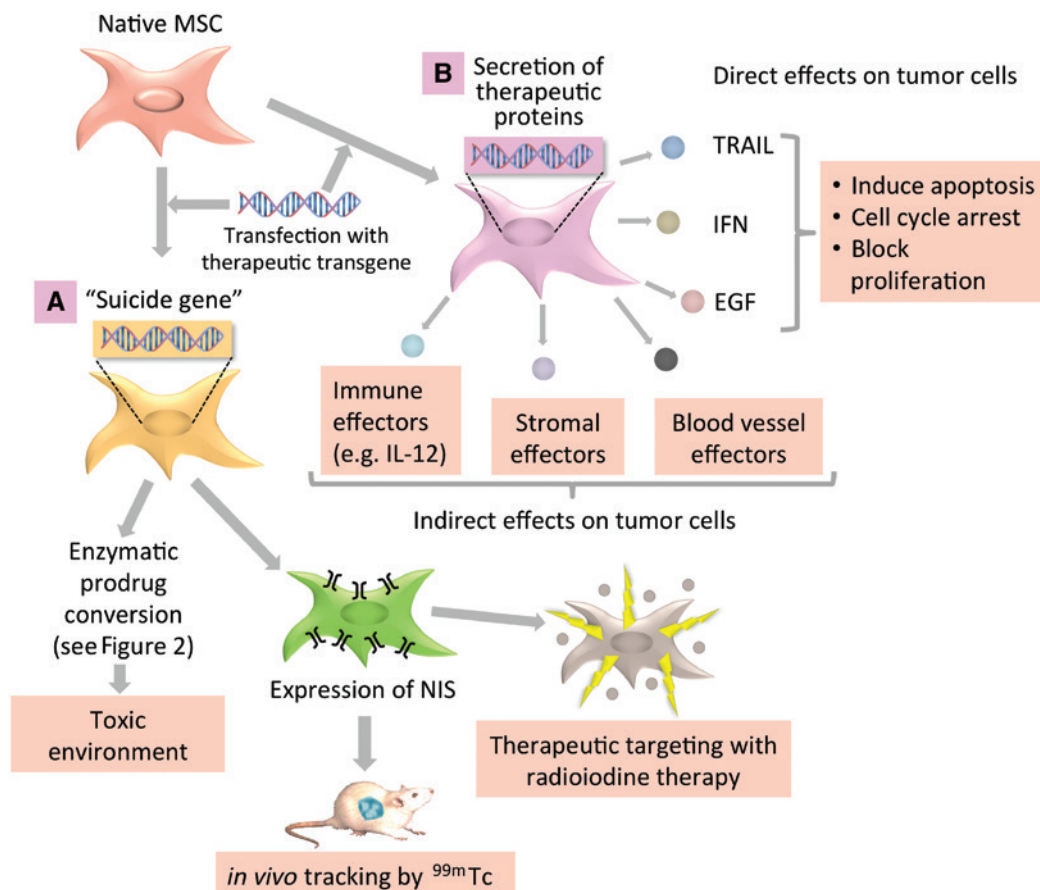 Native MSC
B
Secretion of
therapeutic
proteins
Direct effects on tumor cells
TRAIL
IFN
EGF
• Induce apoptosis
• Cell cycle arrest
• Block
proliferation
Transfection with
therapeutic transgene
A
“Suicide gene”
Immune
effectors
(e.g. IL-12)
Stromal
effectors
Blood vessel
effectors
Indirect effects on tumor cells
Enzymatic
prodrug
conversion
(see Figure 2)
Toxic
environment
Expression of NIS
Therapeutic targeting with
radioiodine therapy
in vivo tracking by ⁹⁹ᵐTc